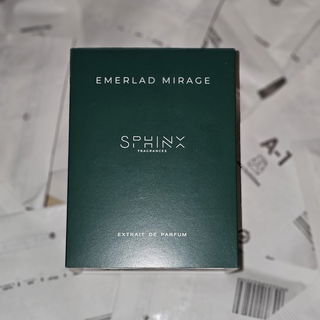 EMERLAD MIRAGE
SPHINX
FRAGRANCES
A-1
EXTRAIT DE PARFUM